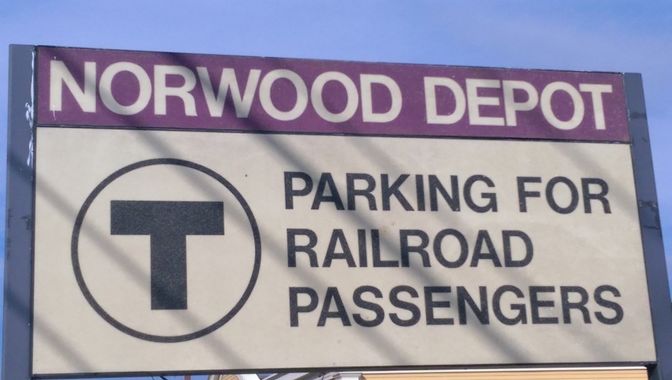 NORWOOD DEPOT
T
PARKING FOR
RAILROAD
PASSENGERS